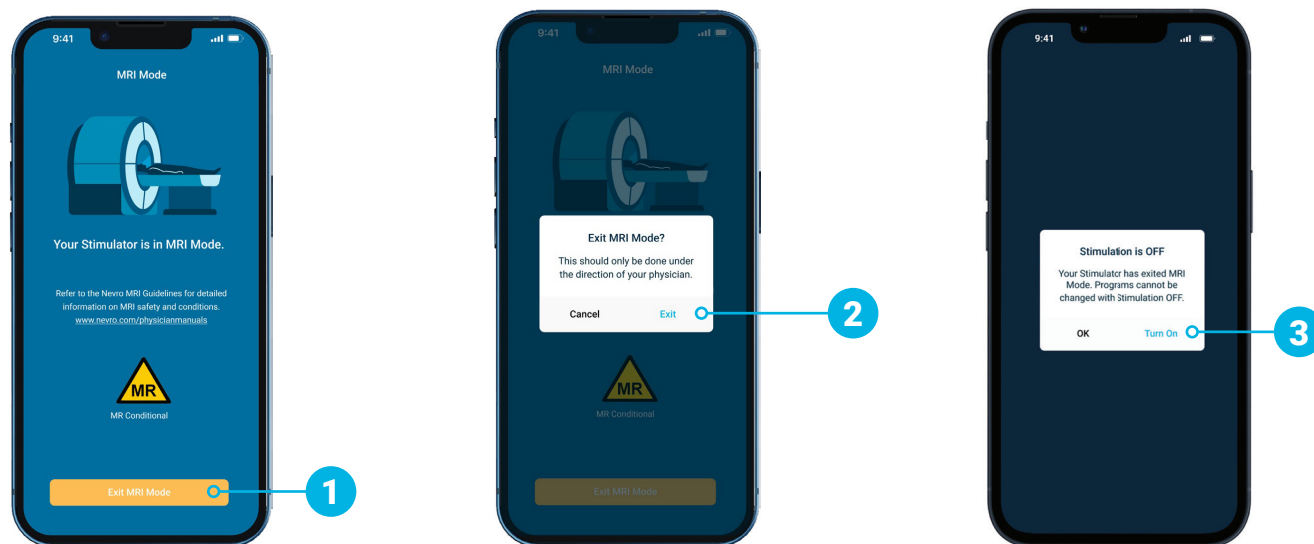 9:41
MRI Mode
Your Stimulator is in MRI Mode.
Refer to the Nevro MRI Guidelines for detailed
information on MRI safety and conditions.
www.nevro.com/physicianmanuals
MR
MR Conditional
Exit MRI Mode
1
9:41
MRI Mode
Exit MRI Mode?
This should only be done under
the direction of your physician.
Cancel Exit
2
MR
MR Conditional
Exit MRI Mode
9:41
Stimulation is OFF
Your Stimulator has exited MRI
Mode. Programs cannot be
changed with Stimulation OFF.
OK Turn On
3